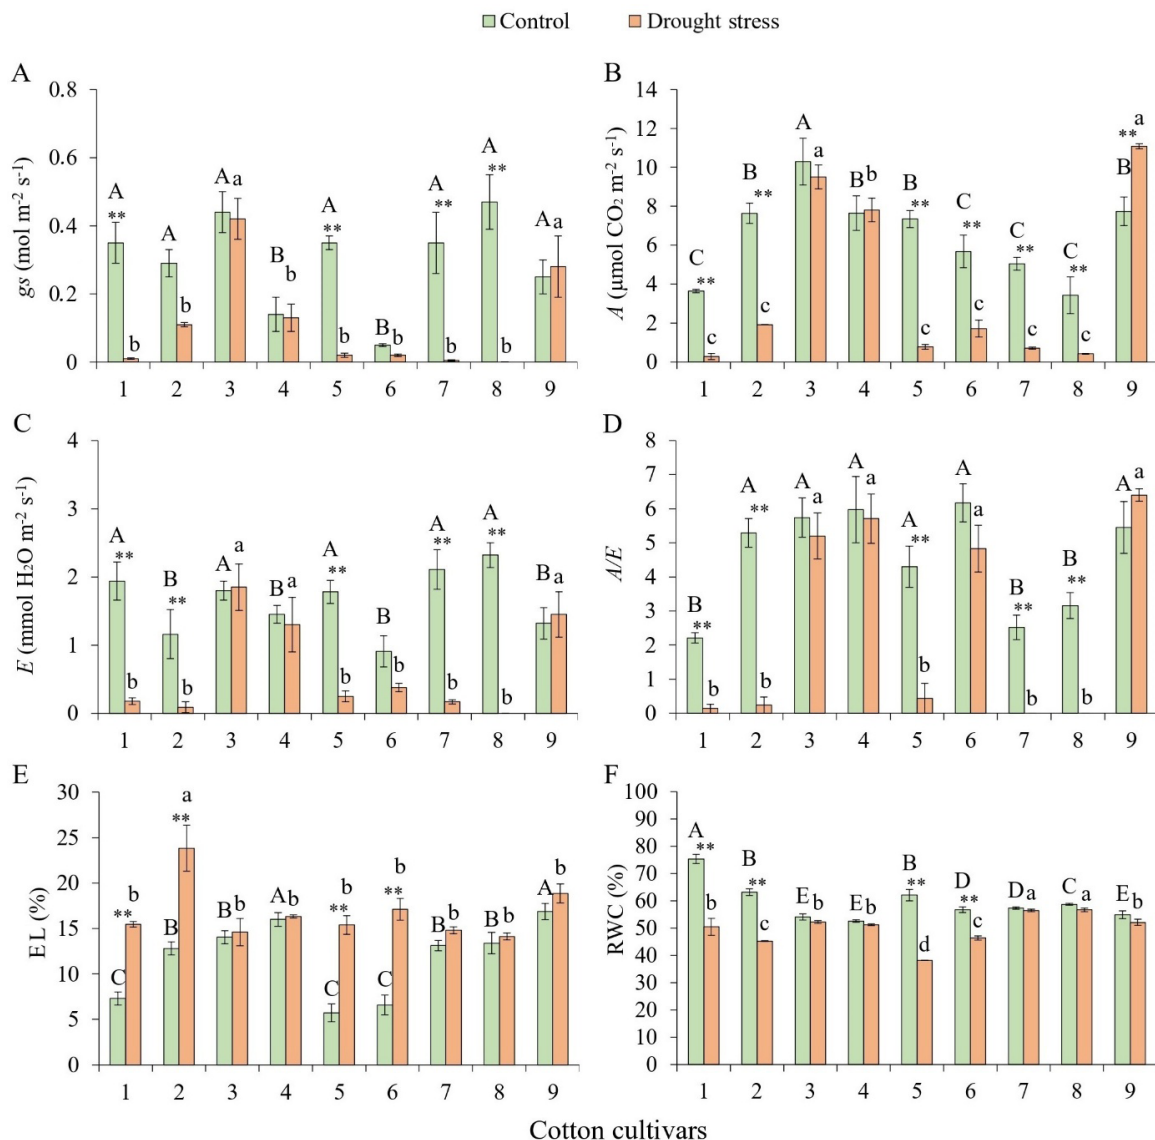 Control Drought stress
A
gs (mol m⁻² s⁻¹)
0.8
0.6
0.4
0.2
0
A ** b
A b
A a
B b
A ** b
B b
A ** b
A ** b
A a
1 2 3 4 5 6 7 8 9
B
A (µmol CO₂ m⁻² s⁻¹)
14
12
10
8
6
4
2
0
C ** c
B ** c
A a
B b
B ** c
C ** c
C ** c
C ** c
B ** a
1 2 3 4 5 6 7 8 9
C
E (mmol H₂O m⁻² s⁻¹)
4
3
2
1
0
A ** b
B ** b
A a
B a
A ** b
B b
A ** b
A ** b
B a
1 2 3 4 5 6 7 8 9
D
A/E
8
7
6
5
4
3
2
1
0
B ** b
A ** b
A a
A a
A ** b
A a
B ** b
B ** b
A a
1 2 3 4 5 6 7 8 9
E
EL (%)
30
25
20
15
10
5
0
C ** b
B ** a
B b
A b
C ** b
C ** b
B b
B b
A b
1 2 3 4 5 6 7 8 9
F
RWC (%)
100
90
80
70
60
50
40
30
20
10
0
A ** b
B ** c
E b
E b
B ** d
D ** c
D a
C a
E b
1 2 3 4 5 6 7 8 9
Cotton cultivars